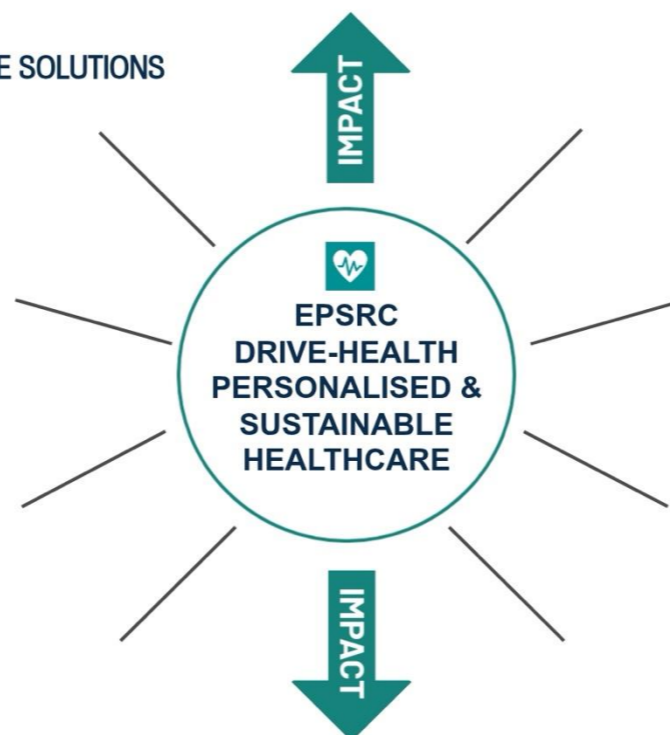 E SOLUTIONS
IMPACT
EPSRC
DRIVE-HEALTH
PERSONALISED &
SUSTAINABLE
HEALTHCARE
IMPACT